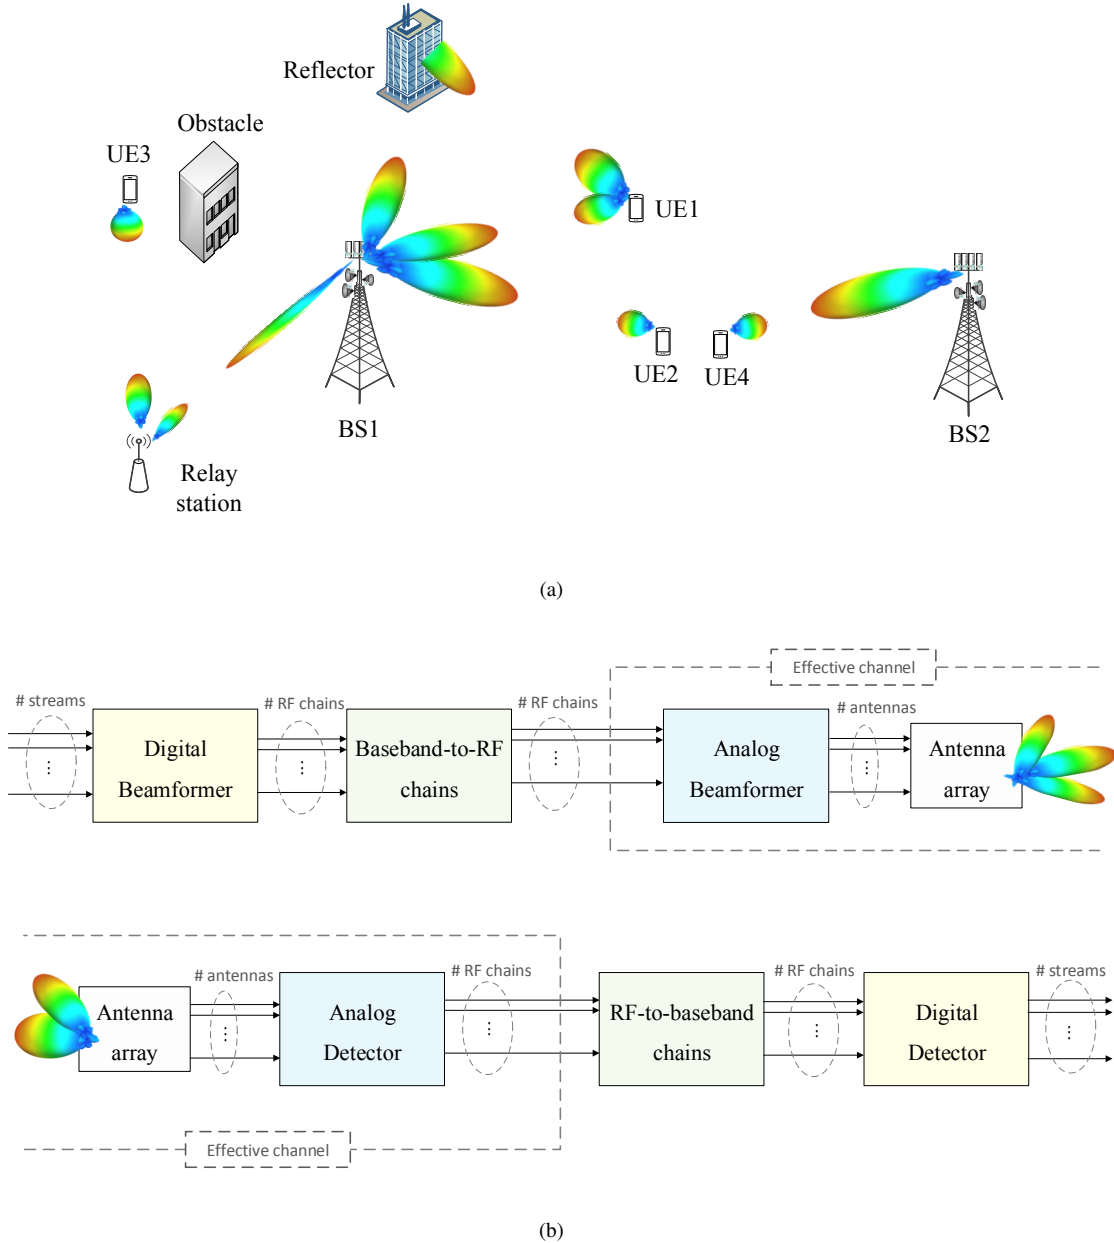 Reflector
Obstacle
UE3
UE1
UE2
UE4
BS1
BS2
Relay
station
(a)
Effective channel
# streams
# RF chains
# RF chains
# antennas
Digital
Beamformer
Baseband-to-RF
chains
Analog
Beamformer
Antenna
array
# antennas
# RF chains
# RF chains
# streams
Antenna
array
Analog
Detector
RF-to-baseband
chains
Digital
Detector
Effective channel
(b)